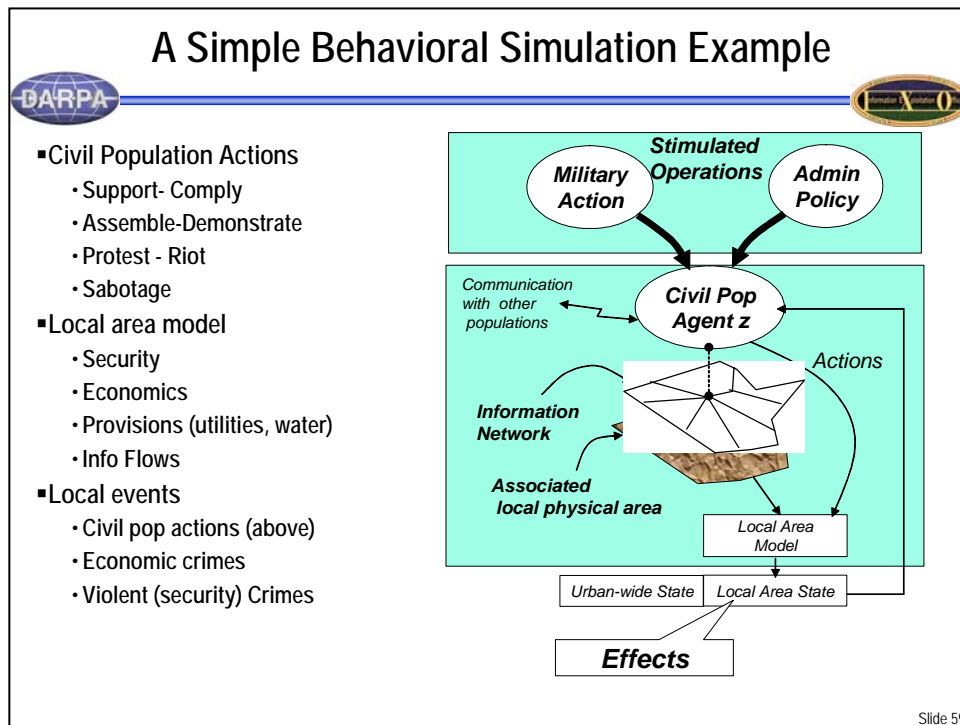 A Simple Behavioral Simulation Example
DARPA
Information Exploitation
I X O
▪Civil Population Actions
• Support- Comply
• Assemble-Demonstrate
• Protest - Riot
• Sabotage
▪Local area model
• Security
• Economics
• Provisions (utilities, water)
• Info Flows
▪Local events
• Civil pop actions (above)
• Economic crimes
• Violent (security) Crimes
Stimulated
Operations
Military
Action
Admin
Policy
Communication
with other
populations
Civil Pop
Agent z
Actions
Information
Network
Associated
local physical area
Local Area
Model
Urban-wide State
Local Area State
Effects
Slide